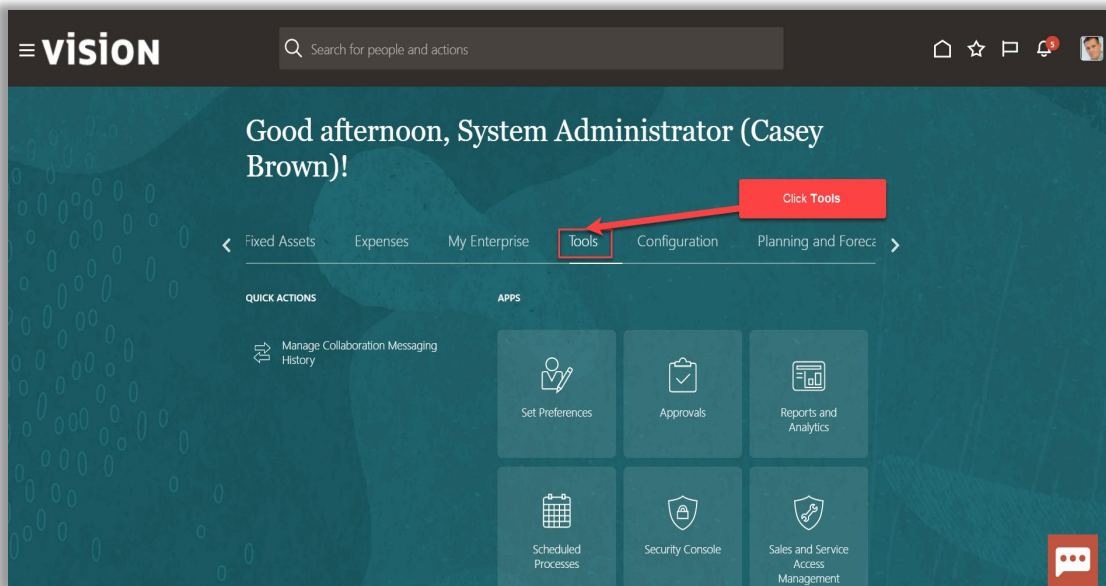 vision
Search for people and actions
5
Good afternoon, System Administrator (Casey
Brown)!
Click Tools
Fixed Assets Expenses My Enterprise Tools Configuration Planning and Foreca
QUICK ACTIONS
APPS
Manage Collaboration Messaging
History
Set Preferences
Approvals
Reports and
Analytics
Scheduled
Processes
Security Console
Sales and Service
Access
Management